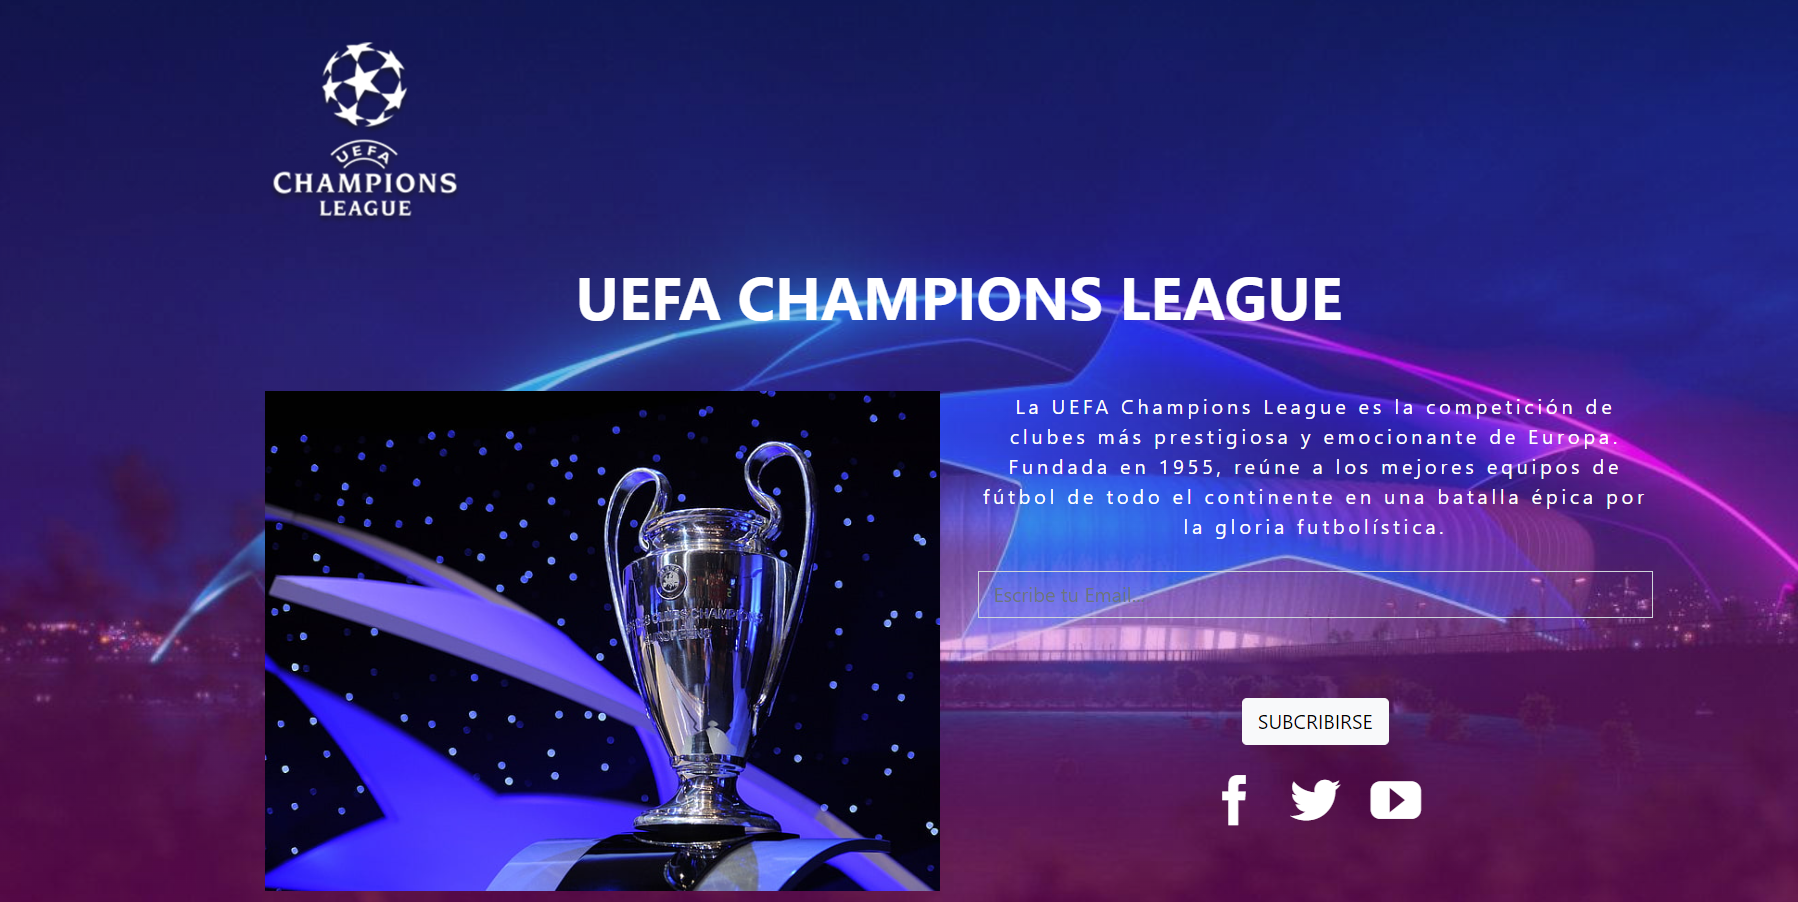 UEFA
CHAMPIONS
LEAGUE
UEFA CHAMPIONS LEAGUE
La UEFA Champions League es la competición de
clubes más prestigiosa y emocionante de Europa.
Fundada en 1955, reúne a los mejores equipos de
fútbol de todo el continente en una batalla épica por
la gloria futbolística.
Escribe tu Email...
SUBCRIBIRSE